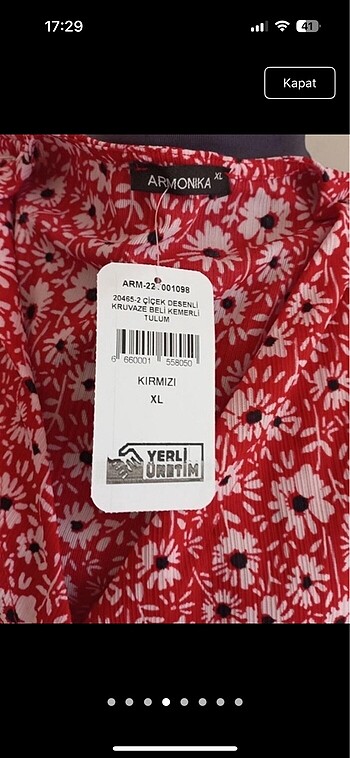 17:29
41
Kapat
ARMONiKA XL
ARM-22.001098
20465-2 ÇİÇEK DESENLİ
KRUVAZE BELİ KEMERLİ
TULUM
6 660001 558050
KIRMIZI
XL
YERLİ
ÜRETİM